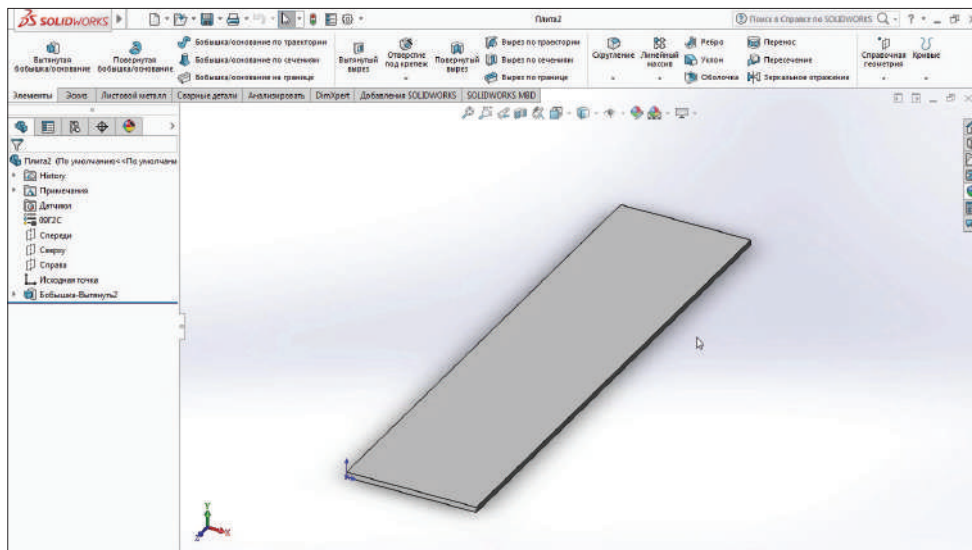 SOLIDWORKS
Плита2
Поиск в Справке по SOLIDWORKS
Вытянутая бобышка/основание
Повернутая бобышка/основание
Бобышка/основание по траектории
Бобышка/основание по сечениям
Бобышка/основание на границе
Вытянутый вырез
Отверстие под крепеж
Повернутый вырез
Вырез по траектории
Вырез по сечениям
Вырез по границе
Скругление
Линейный массив
Ребро
Уклон
Оболочка
Перенос
Пересечение
Зеркальное отражение
Справочная геометрия
Кривые
Элементы
Эскиз
Листовой металл
Сварные детали
Анализировать
DimXpert
Добавления SOLIDWORKS
SOLIDWORKS MBD
Плита2 (По умолчанию<<По умолчани
History
Примечания
Датчики
09Г2С
Спереди
Сверху
Справа
Исходная точка
Бобышка-Вытянуть2
Y
X
Z